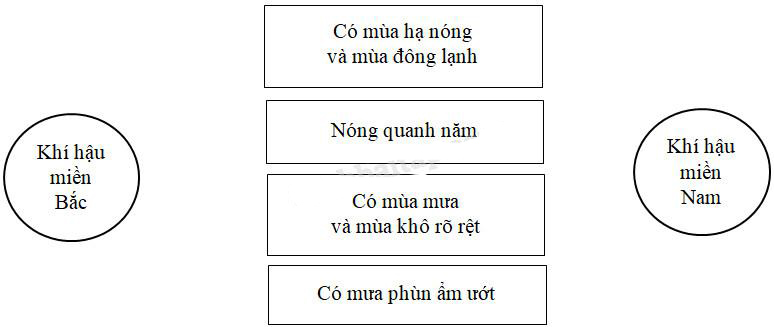 Có mùa hạ nóng
và mùa đông lạnh
Khí hậu
miền
Bắc
Nóng quanh năm
Khí hậu
miền
Nam
Có mùa mưa
và mùa khô rõ rệt
Có mưa phùn ẩm ướt